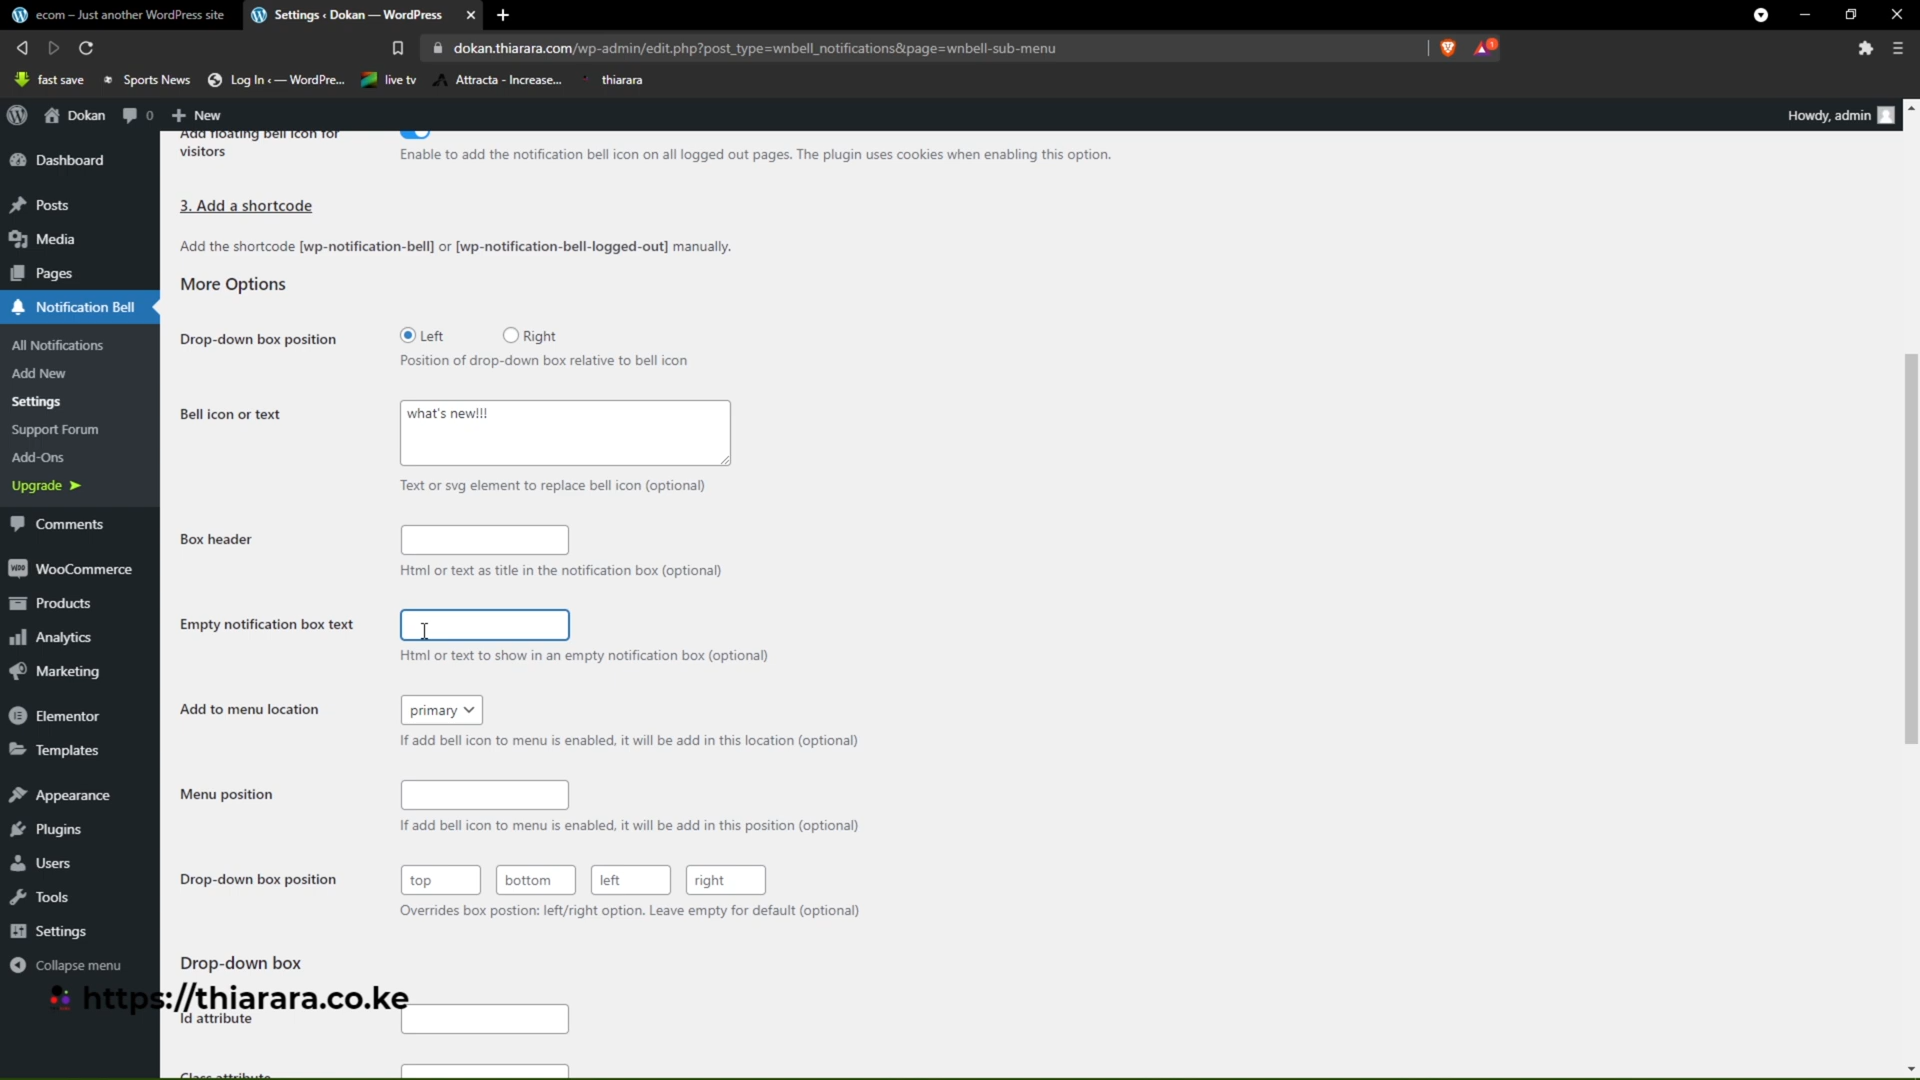 ecom – Just another WordPress site
Settings ‹ Dokan — WordPress
dokan.thiarara.com/wp-admin/edit.php?post_type=wnbell_notifications&page=wnbell-sub-menu
1
fast save
Sports News
Log In ‹ — WordPre...
live tv
Attracta - Increase...
thiarara
Dokan
0
New
Howdy, admin
Dashboard
Posts
Media
Pages
Notification Bell
All Notifications
Add New
Settings
Support Forum
Add-Ons
Upgrade ➤
Comments
WooCommerce
Products
Analytics
Marketing
Elementor
Templates
Appearance
Plugins
Users
Tools
Settings
Collapse menu
Add floating bell icon for
visitors
Enable to add the notification bell icon on all logged out pages. The plugin uses cookies when enabling this option.
3. Add a shortcode
Add the shortcode [wp-notification-bell] or [wp-notification-bell-logged-out] manually.
More Options
Drop-down box position
Left
Right
Position of drop-down box relative to bell icon
Bell icon or text
what's new!!!
Text or svg element to replace bell icon (optional)
Box header
Html or text as title in the notification box (optional)
Empty notification box text
Html or text to show in an empty notification box (optional)
Add to menu location
primary
If add bell icon to menu is enabled, it will be add in this location (optional)
Menu position
If add bell icon to menu is enabled, it will be add in this position (optional)
Drop-down box position
top
bottom
left
right
Overrides box postion: left/right option. Leave empty for default (optional)
Drop-down box
https://thiarara.co.ke
Id attribute
Class attribute